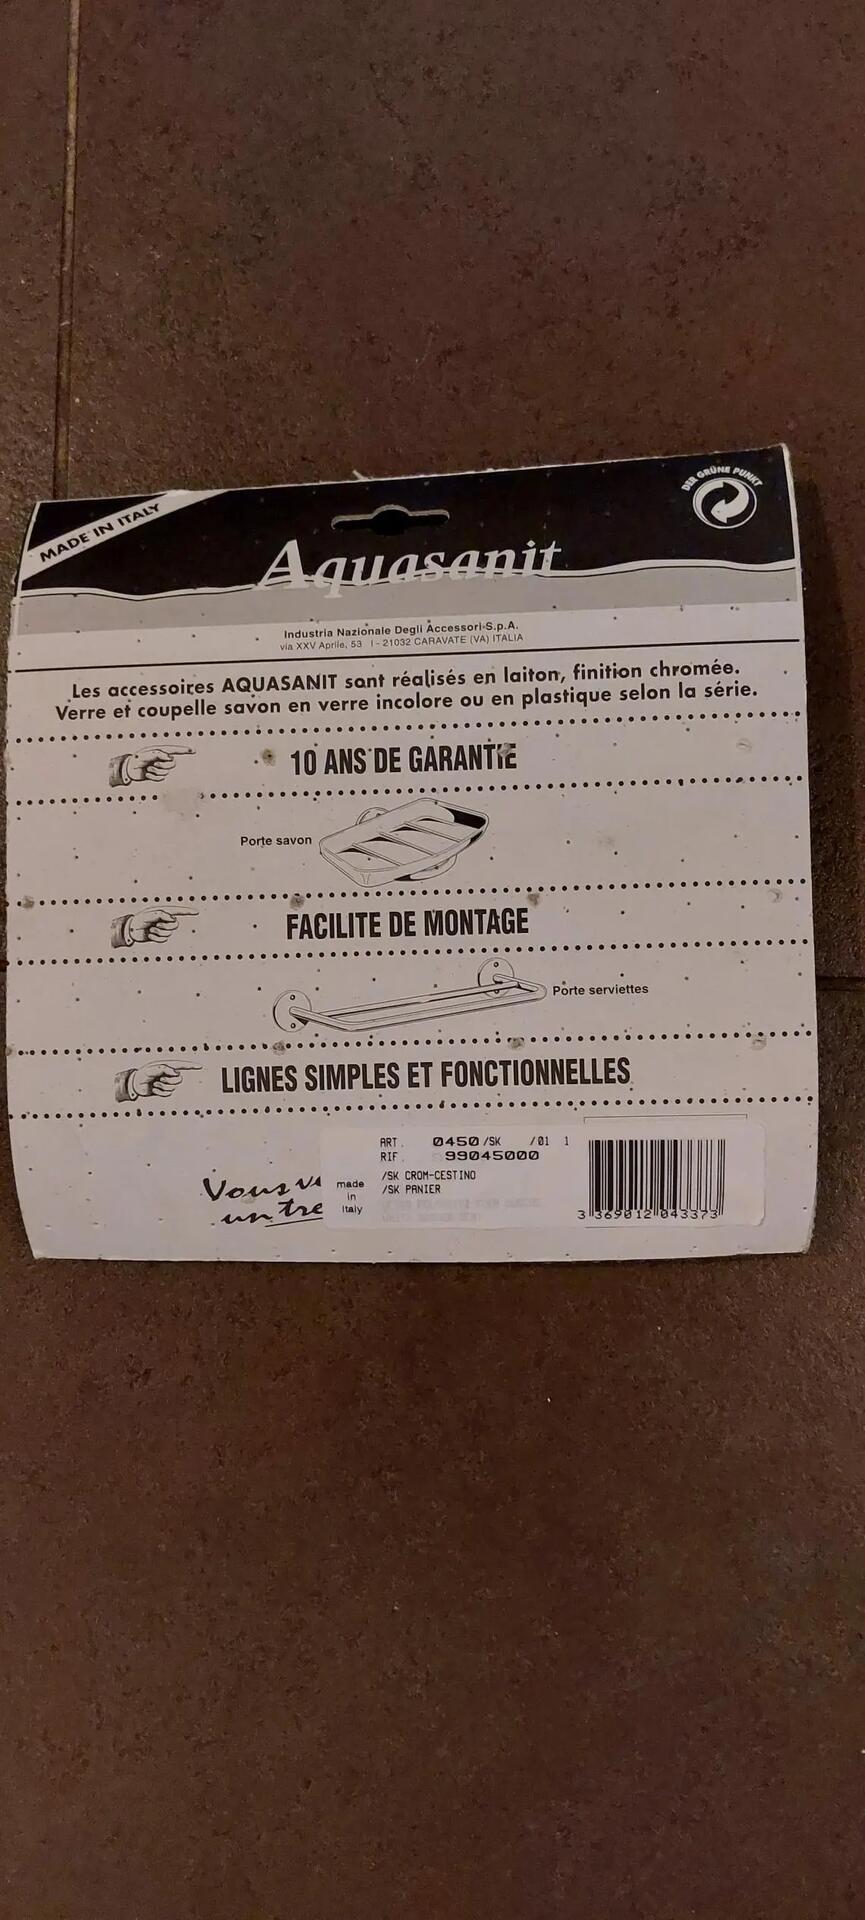 MADE IN ITALY
DER GRÜNE PUNKT
Aquasanit
Industria Nazionale Degli Accessori S.p.A.
via XXV Aprile, 53 I - 21032 CARAVATE (VA) ITALIA
Les accessoires AQUASANIT sont réalisés en laiton, finition chromée.
Verre et coupelle savon en verre incolore ou en plastique selon la série.
10 ANS DE GARANTIE
Porte savon
FACILITE DE MONTAGE
Porte serviettes
LIGNES SIMPLES ET FONCTIONNELLES
Vous
un
made
in
italy
ART. 0450 /SK /01 1
RIF. 99045000
/SK CROM-CESTINO
/SK PANIER
3 369012 043373